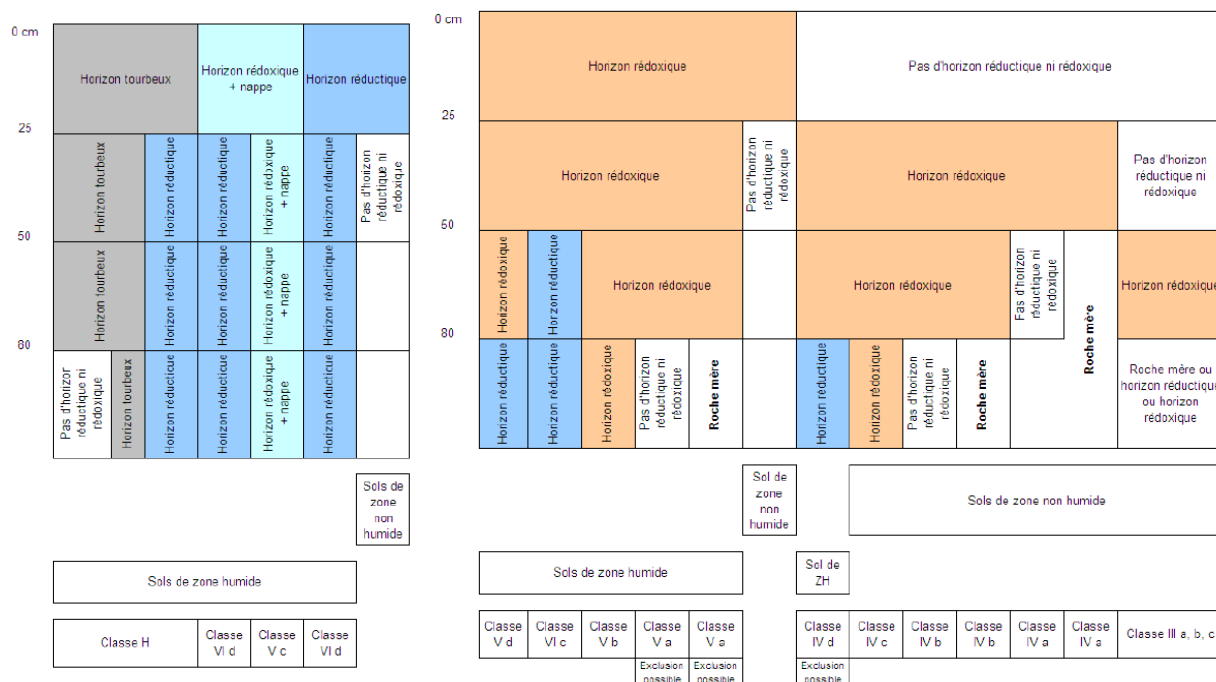 0 cm
Horizon tourbeux
Horizon rédoxique
+ nappe
Horizon réductique
25
Horizon tourbeux
Horizon réductique
Horizon réductique
Horizon rédoxique
+ nappe
Horizon réductique
Pas d'horizon
réductique ni
rédoxique
50
Horizon tourbeux
Horizon réductique
Horizon réductique
Horizon rédoxique
+ nappe
Horizon réductique
80
Pas d'horizon
réductique ni
rédoxique
Horizon tourbeux
Horizon réductique
Horizon réductique
Horizon rédoxique
+ nappe
Horizon réductique
Sols de
zone
non
humide
Sols de zone humide
Classe H
Classe
VI d
Classe
V c
Classe
VI d
0 cm
Horizon rédoxique
Pas d'horizon réductique ni rédoxique
25
Horizon rédoxique
Pas d'horizon
réductique ni
rédoxique
Horizon rédoxique
Pas d'horizon
réductique ni
rédoxique
50
Horizon rédoxique
Horizon réductique
Horizon rédoxique
Horizon rédoxique
Pas d'horizon
réductique ni
rédoxique
Roche mère
Horizon rédoxique
80
Horizon réductique
Horizon réductique
Horizon rédoxique
Pas d'horizon
réductique ni
rédoxique
Roche mère
Horizon réductique
Horizon rédoxique
Pas d'horizon
réductique ni
rédoxique
Roche mère
Roche mère ou
horizon réductique
ou horizon
rédoxique
Sol de
zone
non
humide
Sols de zone non humide
Sols de zone humide
Sol de
ZH
Classe
V d
Classe
VI c
Classe
V b
Classe
V a
Classe
V a
Classe
IV d
Classe
IV c
Classe
IV b
Classe
IV b
Classe
IV a
Classe
IV a
Classe III a, b, c
Exclusion
possible
Exclusion
possible
Exclusion
possible